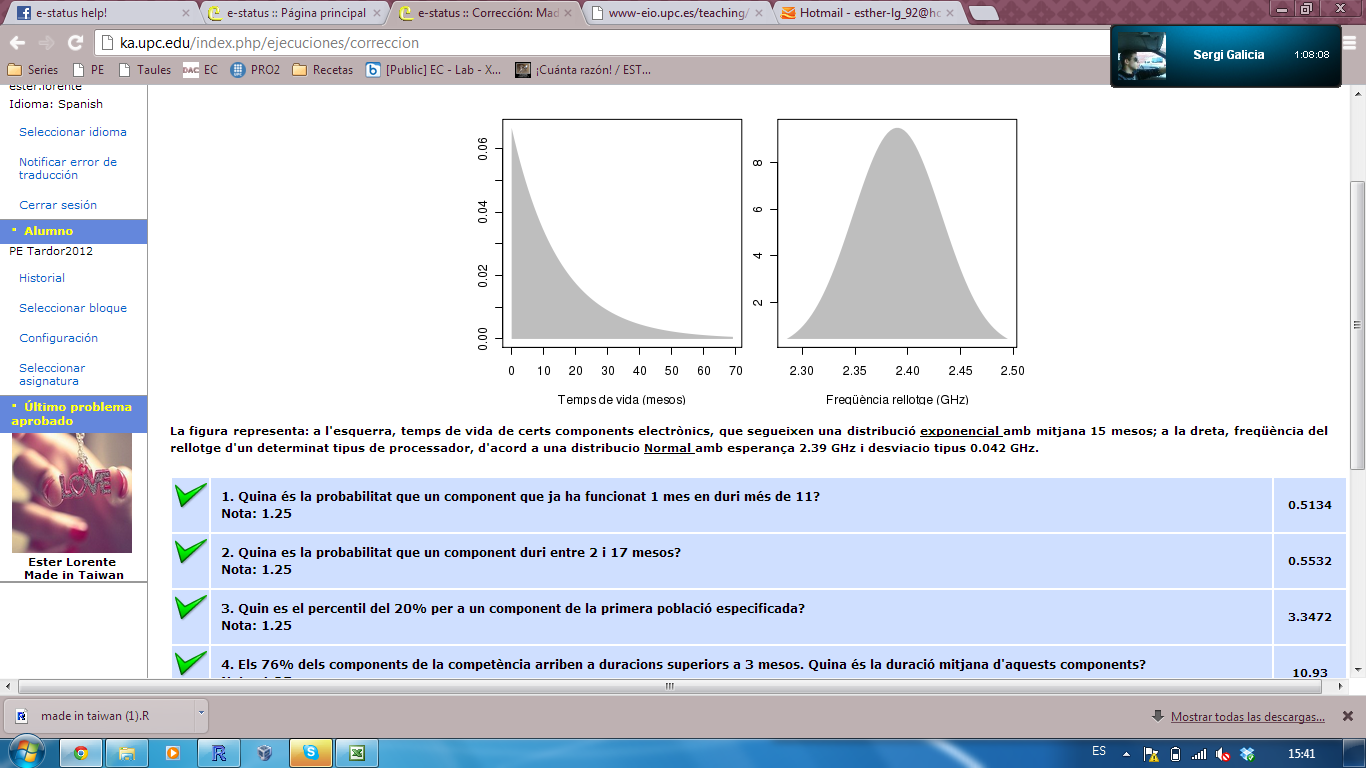 e-status help!
e-status :: Página principal
e-status :: Corrección: Mad
www-eio.upc.es/teaching/
Hotmail - esther-lg_92@ho
ka.upc.edu/index.php/ejecuciones/correccion
Sergi Galicia 1:08:08
Series PE Taules DAC EC PRO2 Recetas [Public] EC - Lab - X... ¡Cuánta razón! / EST...
ester.lorente
Idioma: Spanish
Seleccionar idioma
Notificar error de
traducción
Cerrar sesión
Alumno
PE Tardor2012
Historial
Seleccionar bloque
Configuración
Seleccionar
asignatura
Último problema
aprobado
LOVE
Ester Lorente
Made in Taiwan
0.06
0.04
0.02
0.00
0 10 20 30 40 50 60 70
Temps de vida (mesos)
8
6
4
2
2.30 2.35 2.40 2.45 2.50
Freqüència rellotge (GHz)
La figura representa: a l'esquerra, temps de vida de certs components electrònics, que segueixen una distribució exponencial amb mitjana 15 mesos; a la dreta, freqüència del
rellotge d'un determinat tipus de processador, d'acord a una distribucio Normal amb esperança 2.39 GHz i desviacio tipus 0.042 GHz.
1. Quina és la probabilitat que un component que ja ha funcionat 1 mes en duri més de 11?
Nota: 1.25
0.5134
2. Quina es la probabilitat que un component duri entre 2 i 17 mesos?
Nota: 1.25
0.5532
3. Quin es el percentil del 20% per a un component de la primera població especificada?
Nota: 1.25
3.3472
4. Els 76% dels components de la competència arriben a duracions superiors a 3 mesos. Quina és la duració mitjana d'aquests components?
10.93
made in taiwan (1).R
Mostrar todas las descargas...
ES
15:41